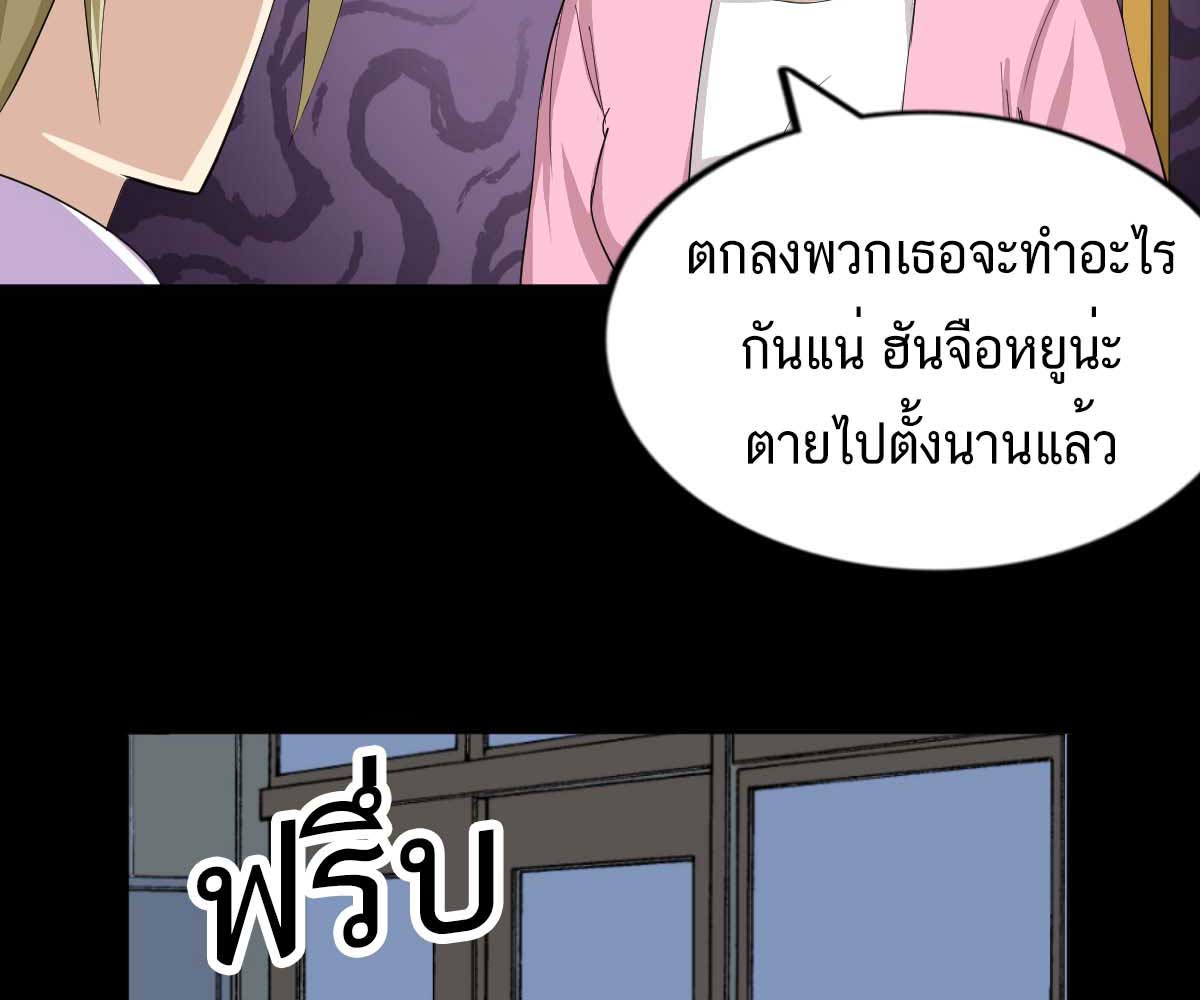 ตกลงพวกเธอจะทำอะไร
กันแน่ ฮันจือหยูน่ะ
ตายไปตั้งนานแล้ว
ฟรึ่บ